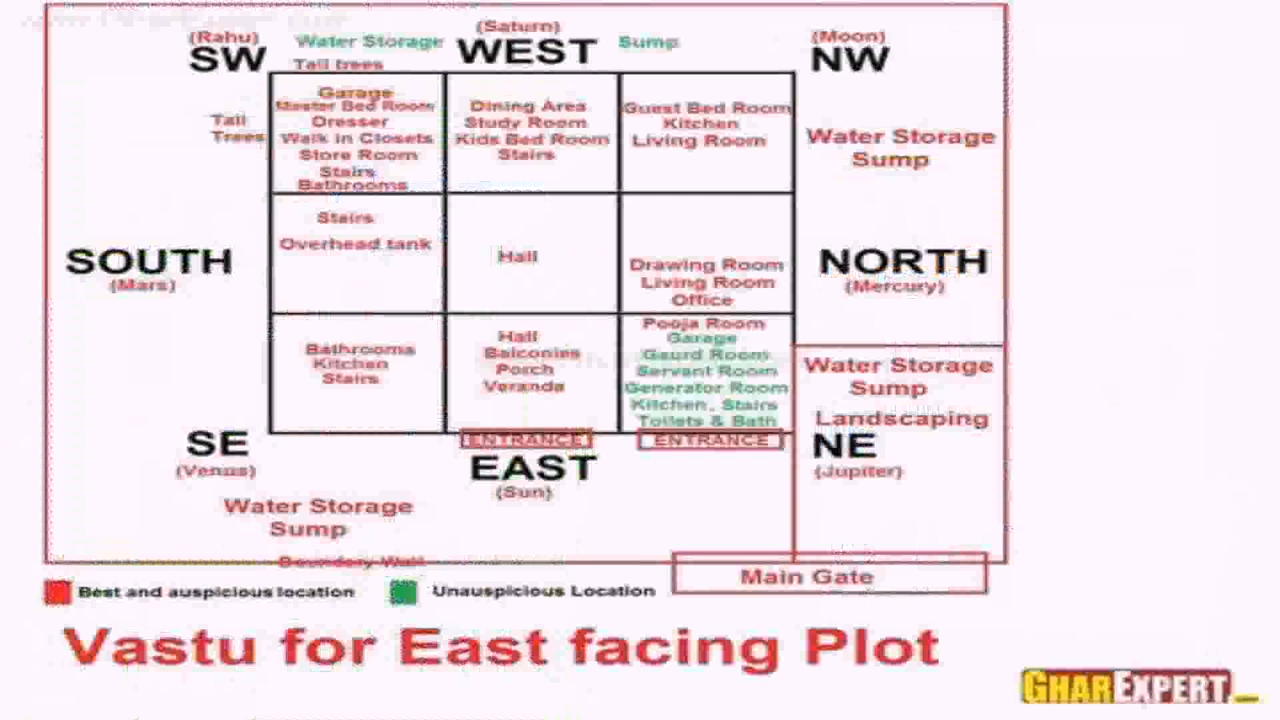 (Rahu)
SW
Water Storage
Tall trees
(Saturn)
WEST
Sump
(Moon)
NW
Tall
Trees
Garage
Master Bed Room
Dresser
Walk in Closets
Store Room
Stairs
Bathrooms
Dining Area
Study Room
Kids Bed Room
Stairs
Guest Bed Room
Kitchen
Living Room
Water Storage
Sump
SOUTH
(Mars)
Stairs
Overhead tank
Hall
Drawing Room
Living Room
Office
NORTH
(Mercury)
Bathrooms
Kitchen
Stairs
Hall
Balconies
Porch
Veranda
Pooja Room
Garage
Gaurd Room
Servant Room
Generator Room
Kitchen, Stairs
Toilets & Bath
Water Storage
Sump
Landscaping
NE
(Jupiter)
SE
(Venus)
ENTRANCE
ENTRANCE
EAST
(Sun)
Water Storage
Sump
Boundary Wall
Main Gate
Best and auspicious location
Unauspicious Location
Vastu for East facing Plot
GHAREXPERT